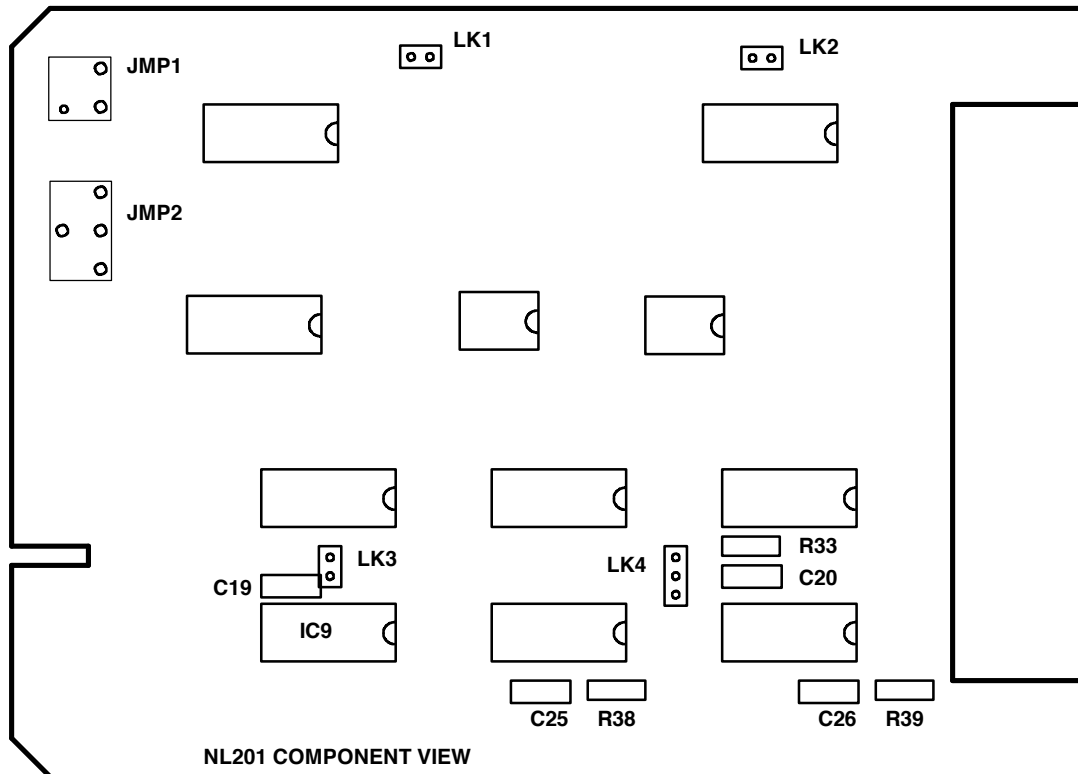 LK1
LK2
JMP1
JMP2
R33
LK3
LK4
C20
C19
IC9
C25
R38
C26
R39
NL201 COMPONENT VIEW